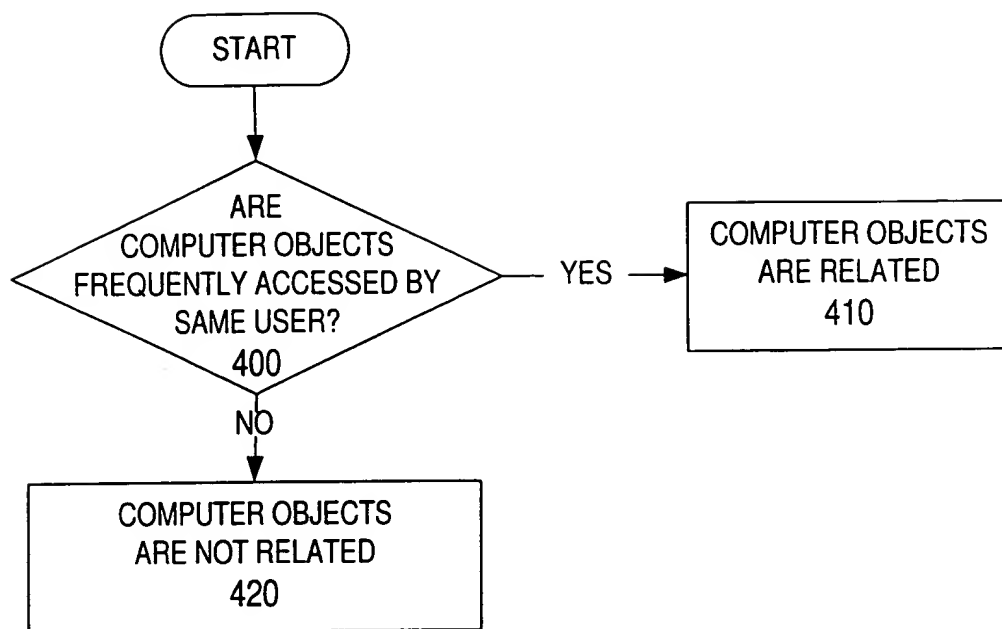 START
ARE
COMPUTER OBJECTS
FREQUENTLY ACCESSED BY
SAME USER?
400
YES
COMPUTER OBJECTS
ARE RELATED
410
NO
COMPUTER OBJECTS
ARE NOT RELATED
420